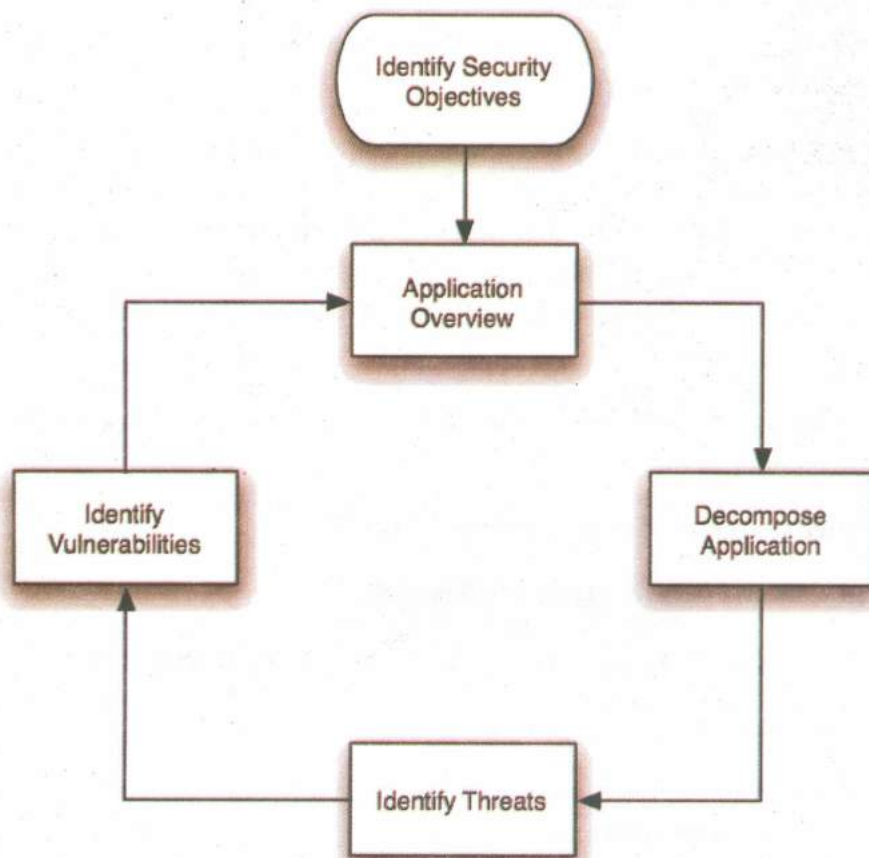 Identify Security
Objectives
Application
Overview
Identify
Vulnerabilities
Decompose
Application
Identify Threats